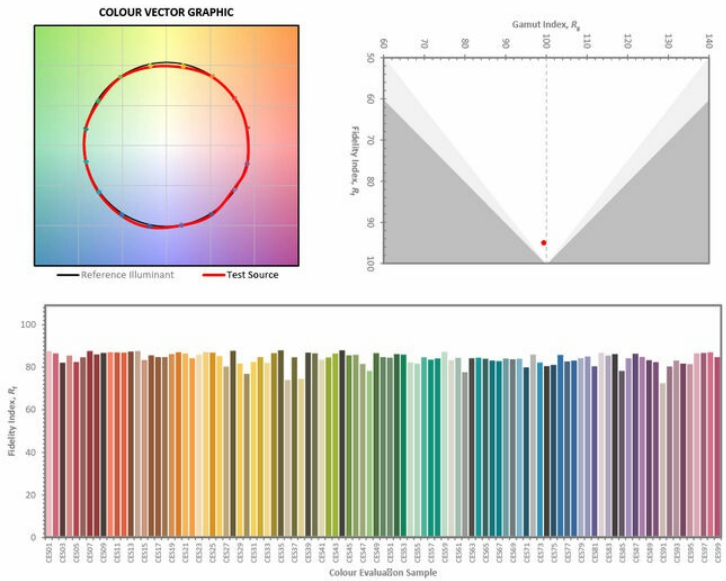 COLOUR VECTOR GRAPHIC
Reference Illuminant Test Source
Gamut Index, Rg
60 70 80 90 100 110 120 130 140
50
60
70
80
90
100
Fidelity Index, Rf
100
80
60
40
20
0
Fidelity Index, Rf
CES01 CES03 CES05 CES07 CES09 CES11 CES13 CES15 CES17 CES19 CES21 CES23 CES25 CES27 CES29 CES31 CES33 CES35 CES37 CES39 CES41 CES43 CES45 CES47 CES49 CES51 CES53 CES55 CES57 CES59 CES61 CES63 CES65 CES67 CES69 CES71 CES73 CES75 CES77 CES79 CES81 CES83 CES85 CES87 CES89 CES91 CES93 CES95 CES97 CES99
Colour Evaluation Sample